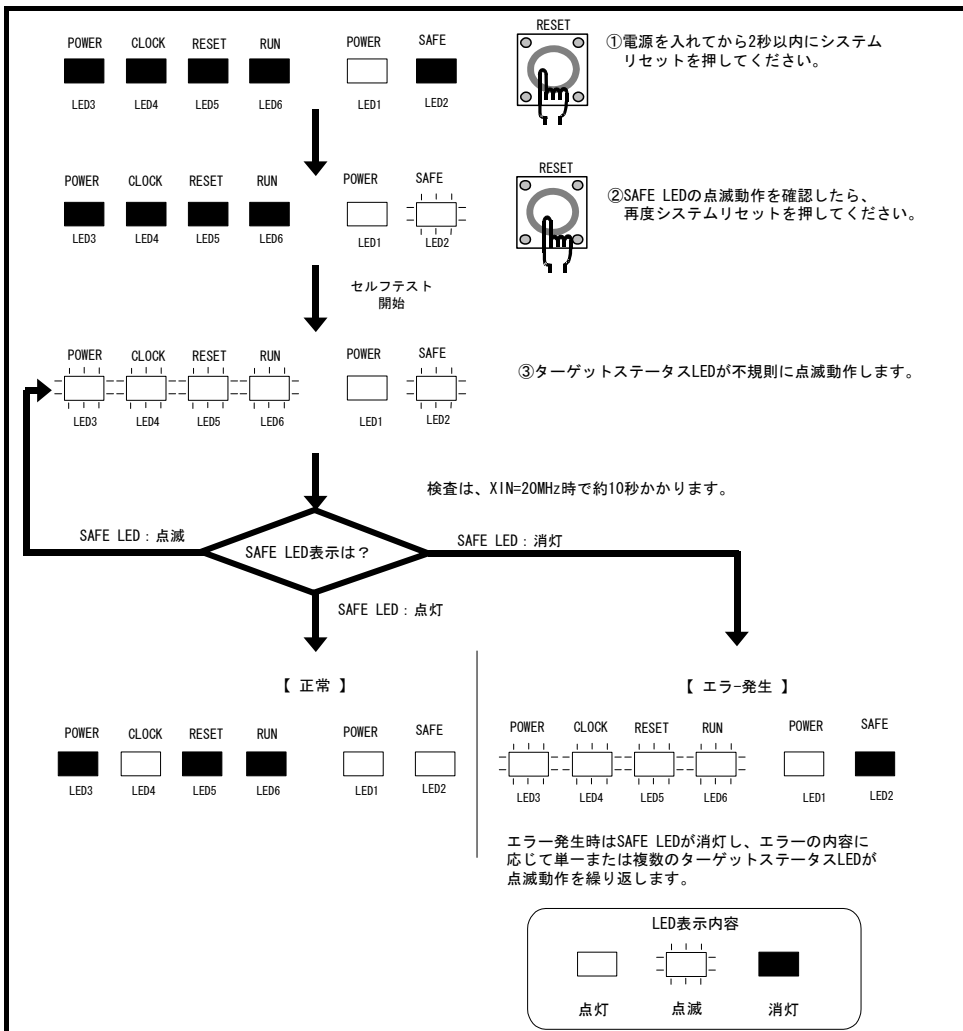 POWER CLOCK RESET RUN POWER SAFE
LED3 LED4 LED5 LED6 LED1 LED2
RESET
①電源を入れてから2秒以内にシステム
リセットを押してください。
POWER CLOCK RESET RUN POWER SAFE
LED3 LED4 LED5 LED6 LED1 LED2
RESET
②SAFE LEDの点滅動作を確認したら、
再度システムリセットを押してください。
セルフテスト
開始
POWER CLOCK RESET RUN POWER SAFE
LED3 LED4 LED5 LED6 LED1 LED2
③ターゲットステータスLEDが不規則に点滅動作します。
検査は、XIN=20MHz時で約10秒かかります。
SAFE LED：点滅
SAFE LED表示は？
SAFE LED：消灯
SAFE LED：点灯
【 正常 】
POWER CLOCK RESET RUN POWER SAFE
LED3 LED4 LED5 LED6 LED1 LED2
【 エラ-発生 】
POWER CLOCK RESET RUN POWER SAFE
LED3 LED4 LED5 LED6 LED1 LED2
エラー発生時はSAFE LEDが消灯し、エラーの内容に
応じて単一または複数のターゲットステータスLEDが
点滅動作を繰り返します。
LED表示内容
点灯 点滅 消灯